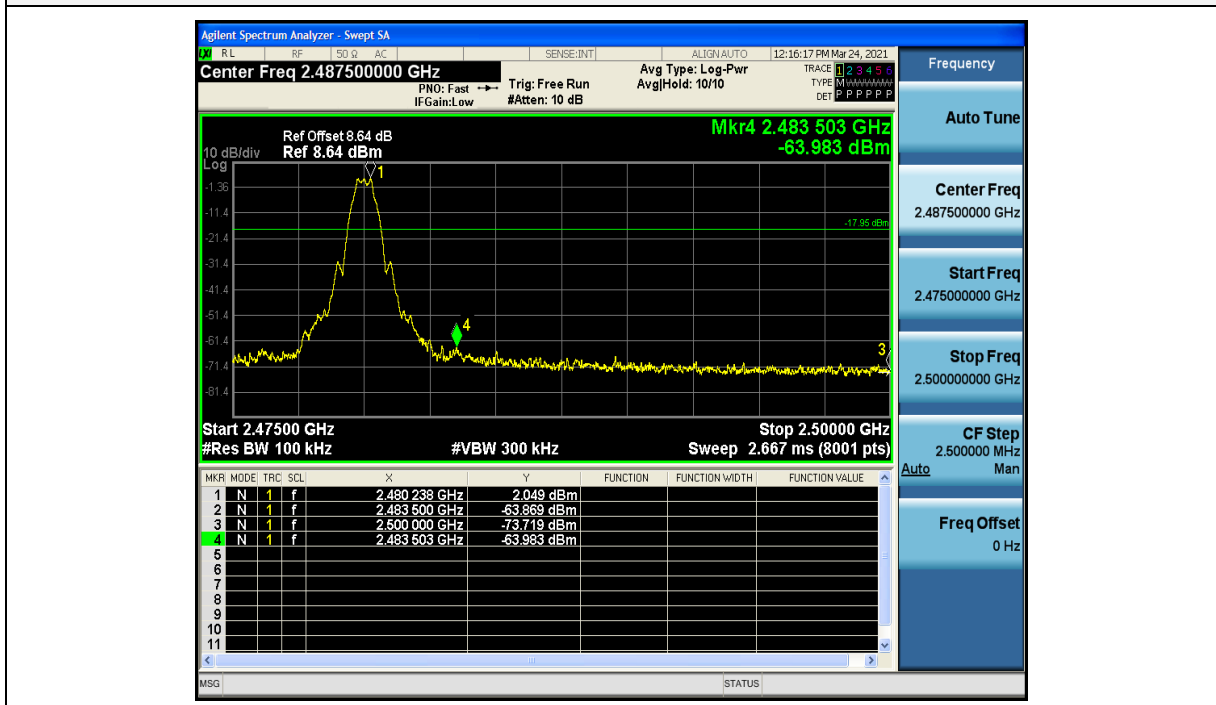 Agilent Spectrum Analyzer - Swept SA
LXI RL RF 50 Ω AC SENSE:INT ALIGN AUTO 12:16:17 PM Mar 24, 2021
Center Freq 2.487500000 GHz
PNO: Fast
IFGain:Low
Trig: Free Run
#Atten: 10 dB
Avg Type: Log-Pwr
Avg|Hold: 10/10
TRACE 1 2 3 4 5 6
TYPE M W W W W W
DET P P P P P P
Mkr4 2.483 503 GHz
-63.983 dBm
Ref Offset 8.64 dB
10 dB/div Ref 8.64 dBm
Log
1
-1.36
-11.4
-17.95 dBm
-21.4
-31.4
-41.4
-51.4
4
-61.4
3
-71.4
-81.4
Start 2.47500 GHz Stop 2.50000 GHz
#Res BW 100 kHz #VBW 300 kHz Sweep 2.667 ms (8001 pts)
MKR MODE TRC SCL X Y FUNCTION FUNCTION WIDTH FUNCTION VALUE
1 N 1 f 2.480 238 GHz 2.049 dBm
2 N 1 f 2.483 500 GHz -63.869 dBm
3 N 1 f 2.500 000 GHz -73.719 dBm
4 N 1 f 2.483 503 GHz -63.983 dBm
5
6
7
8
9
10
11
MSG STATUS
Frequency
Auto Tune
Center Freq
2.487500000 GHz
Start Freq
2.475000000 GHz
Stop Freq
2.500000000 GHz
CF Step
2.500000 MHz
Auto Man
Freq Offset
0 Hz